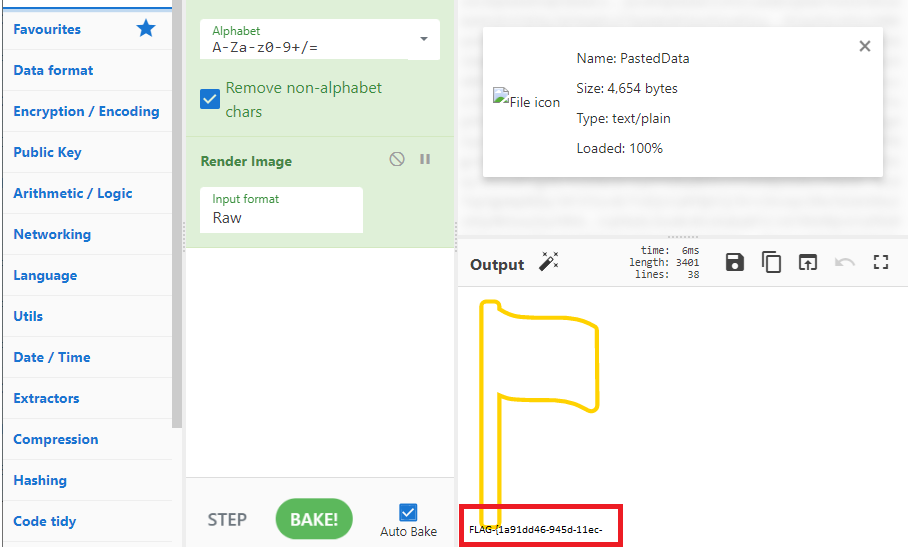 Favourites
Data format
Encryption / Encoding
Public Key
Arithmetic / Logic
Networking
Language
Utils
Date / Time
Extractors
Compression
Hashing
Code tidy
Alphabet
A-Za-z0-9+/=
Remove non-alphabet
chars
Render Image
Input format
Raw
STEP
BAKE!
Auto Bake
File icon
Name: PastedData
Size: 4,654 bytes
Type: text/plain
Loaded: 100%
Output
time: 6ms
length: 3401
lines: 38
FLAG-{1a91dd46-945d-11ec-